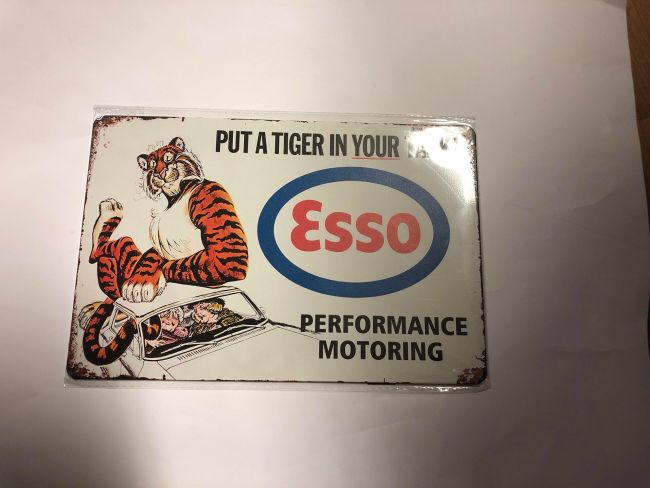 PUT A TIGER IN YOUR
Esso
PERFORMANCE
MOTORING